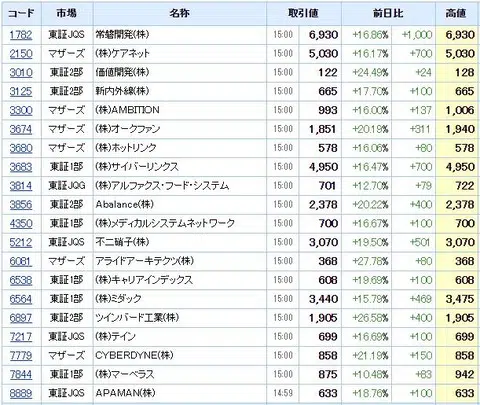 コード 市場 名称 取引値 前日比 高値
1782 東証JQS 常磐開発(株) 15:00 6,930 +16.86% +1,000 6,930
2150 マザーズ (株)ケアネット 15:00 5,030 +16.17% +700 5,030
3010 東証2部 価値開発(株) 15:00 122 +24.49% +24 128
3125 東証2部 新内外綿(株) 15:00 665 +17.70% +100 665
3300 マザーズ (株)AMBITION 15:00 993 +16.00% +137 1,006
3674 マザーズ (株)オークファン 15:00 1,851 +20.19% +311 1,940
3680 マザーズ (株)ホットリンク 15:00 578 +16.06% +80 578
3683 東証1部 (株)サイバーリンクス 15:00 4,950 +16.47% +700 4,950
3814 東証JQG (株)アルファクス・フード・システム 15:00 701 +12.70% +79 722
3856 東証2部 Abalance(株) 15:00 2,378 +20.22% +400 2,378
4350 東証1部 (株)メディカルシステムネットワーク 15:00 700 +16.67% +100 700
5212 東証JQS 不二硝子(株) 15:00 3,070 +19.50% +501 3,070
6081 マザーズ アライドアーキテクツ(株) 15:00 368 +27.78% +80 368
6538 東証1部 (株)キャリアインデックス 15:00 608 +19.69% +100 608
6564 東証1部 (株)ミダック 15:00 3,440 +15.79% +469 3,475
6897 東証2部 ツインバード工業(株) 15:00 1,905 +26.58% +400 1,905
7217 東証JQS (株)テイン 15:00 699 +16.69% +100 699
7779 マザーズ CYBERDYNE(株) 15:00 858 +21.19% +150 858
7844 東証1部 (株)マーベラス 15:00 875 +10.48% +83 942
8889 東証JQS APAMAN(株) 14:59 633 +18.76% +100 633